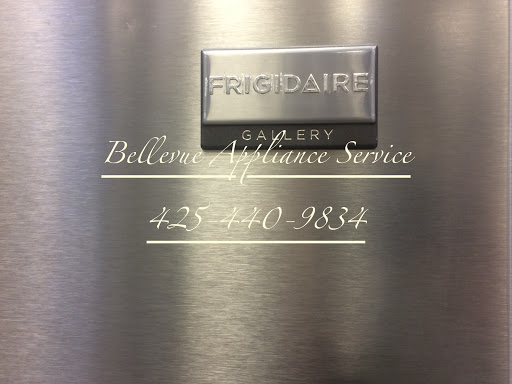 FRIGIDAIRE
GALLERY
Bellevue Appliance Service
425-440-9834